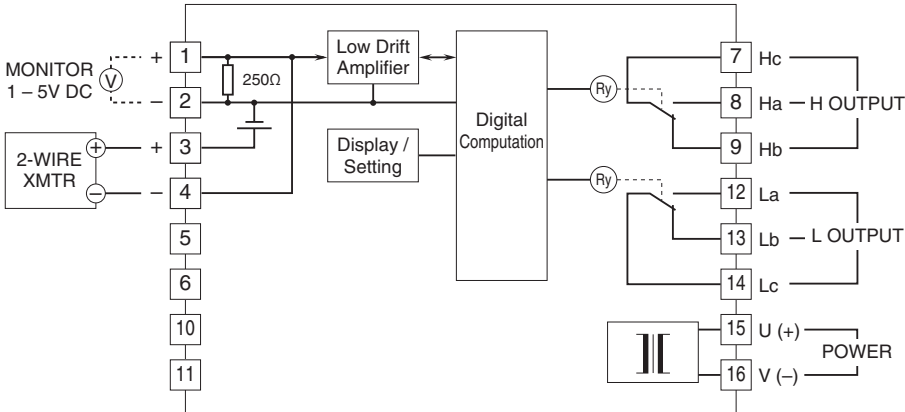 MONITOR
1 – 5V DC
V
+
–
1
2
250Ω
2-WIRE
XMTR
+
–
+
–
3
4
5
6
10
11
Low Drift
Amplifier
Display /
Setting
Digital
Computation
Ry
Ry
7 Hc
8 Ha H OUTPUT
9 Hb
12 La
13 Lb L OUTPUT
14 Lc
15 U (+)
POWER
16 V (–)